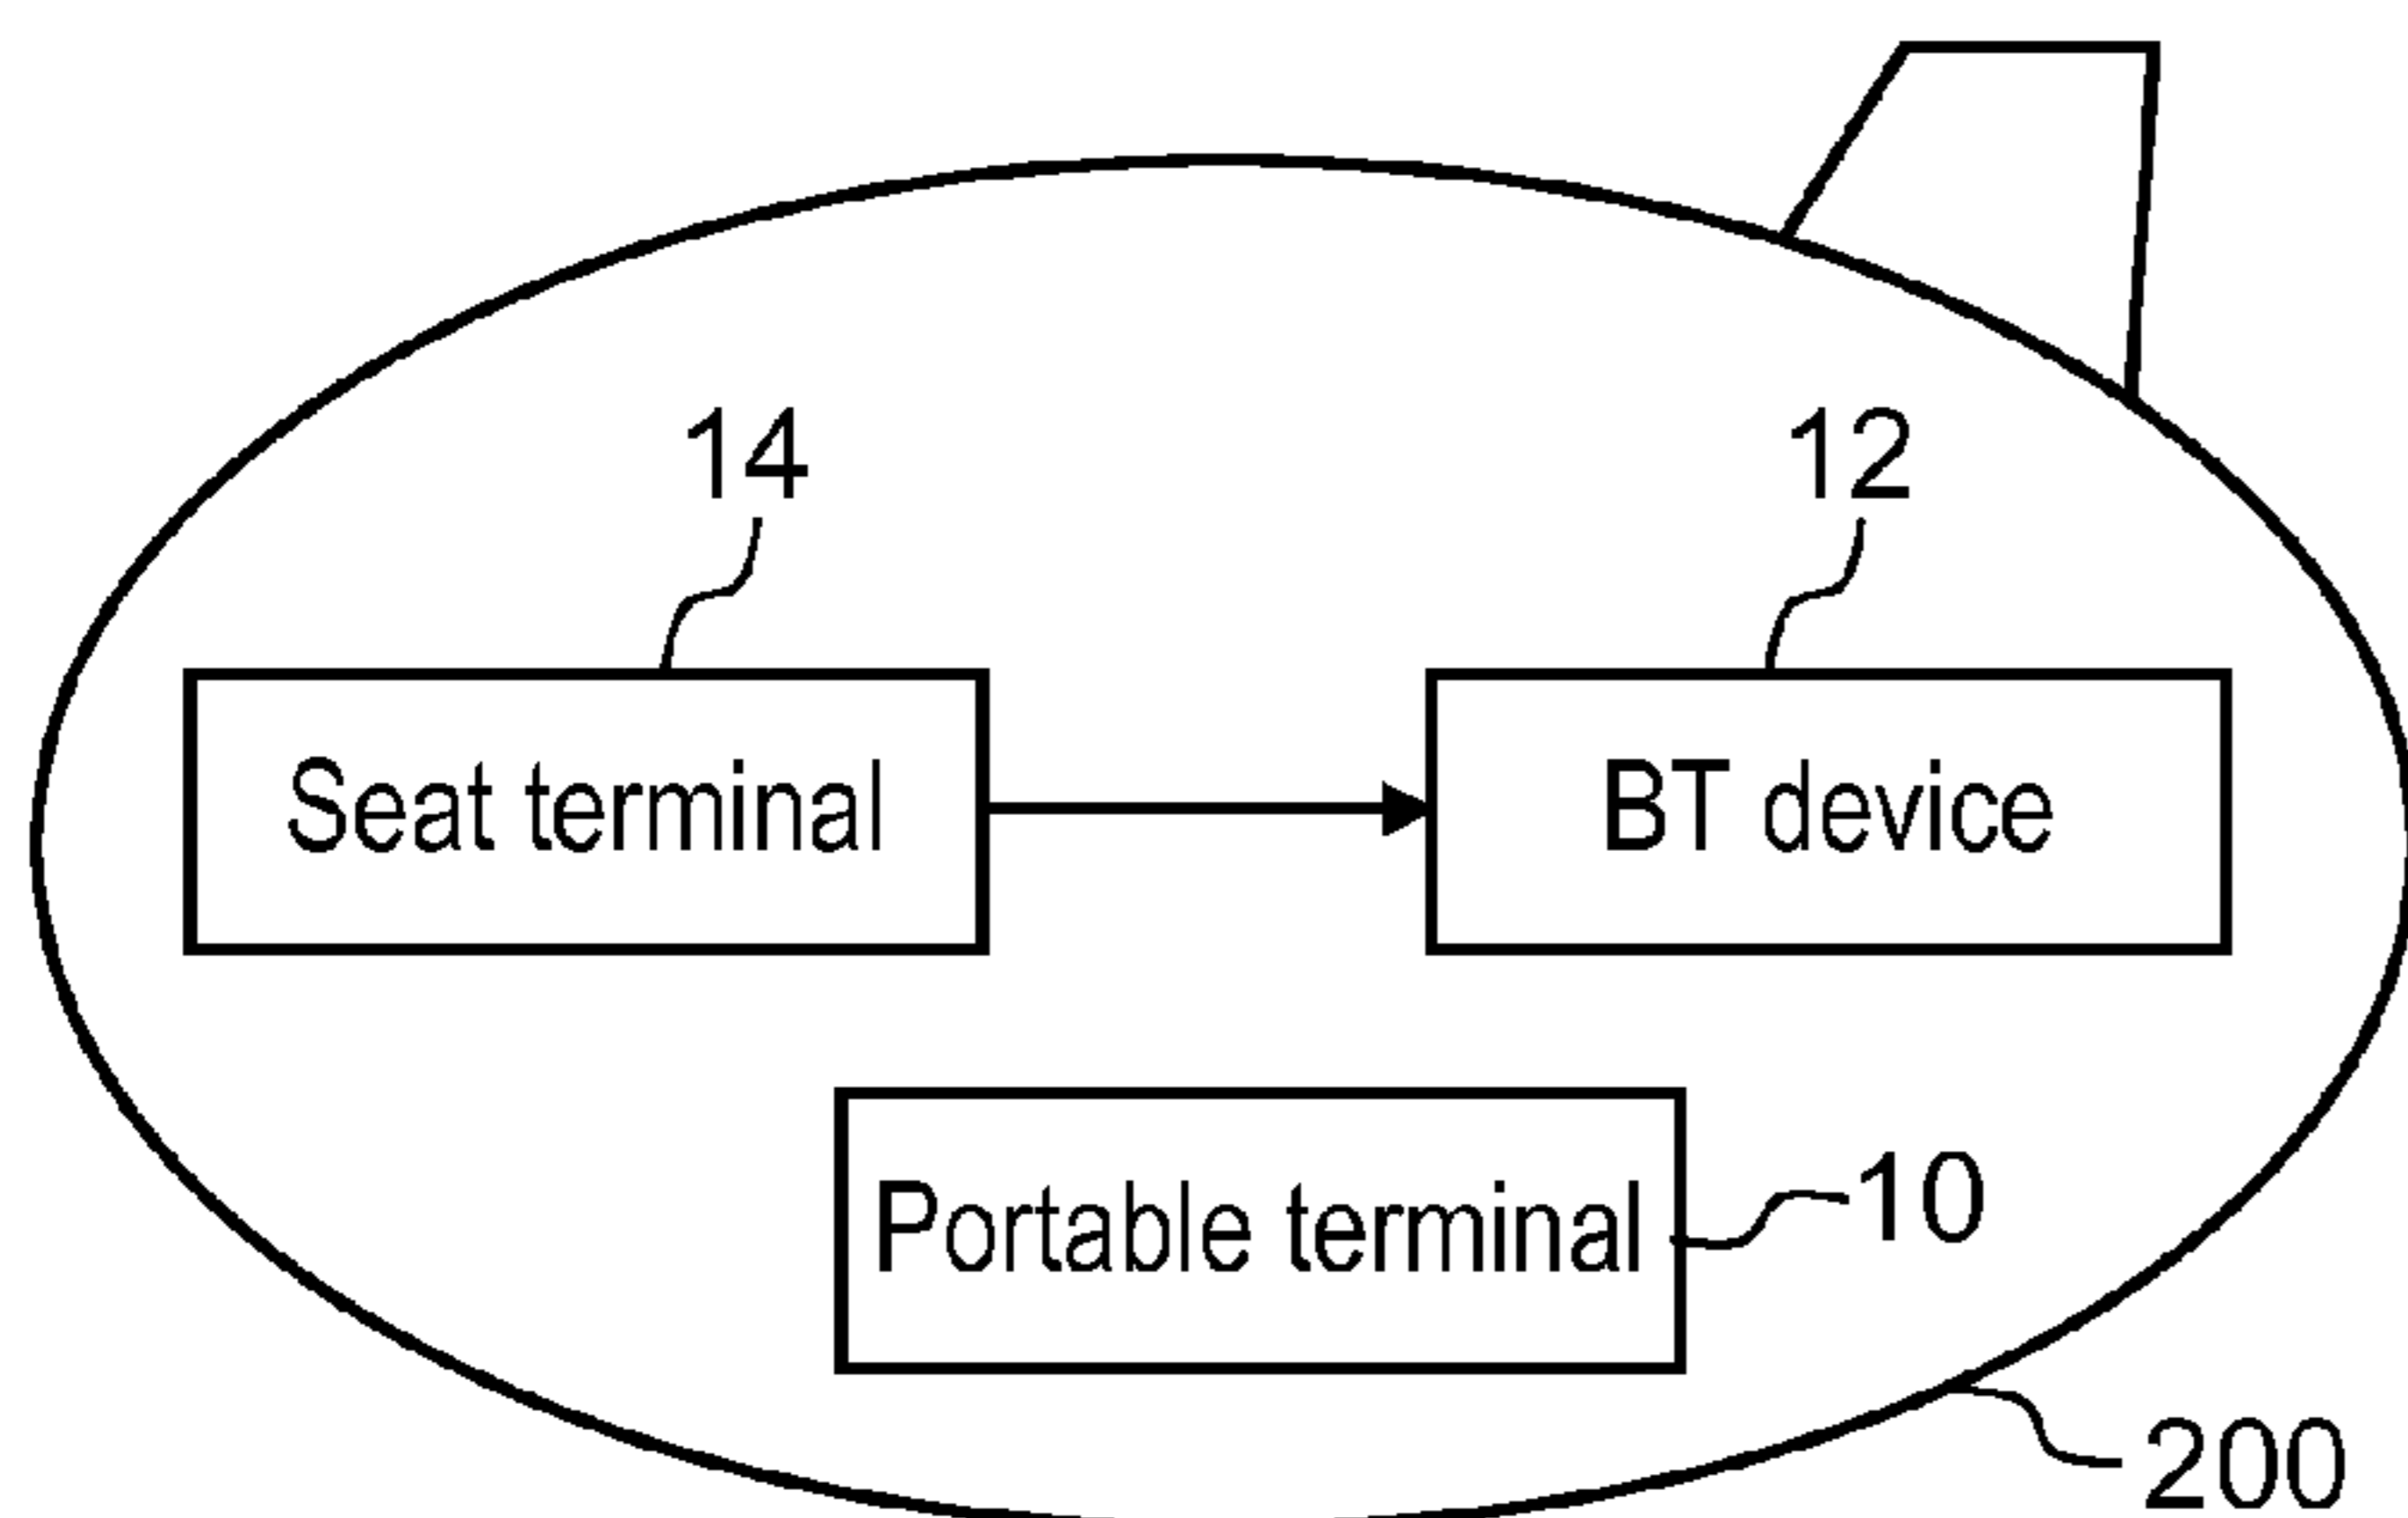 14
12
Seat terminal
BT device
Portable terminal
10
200